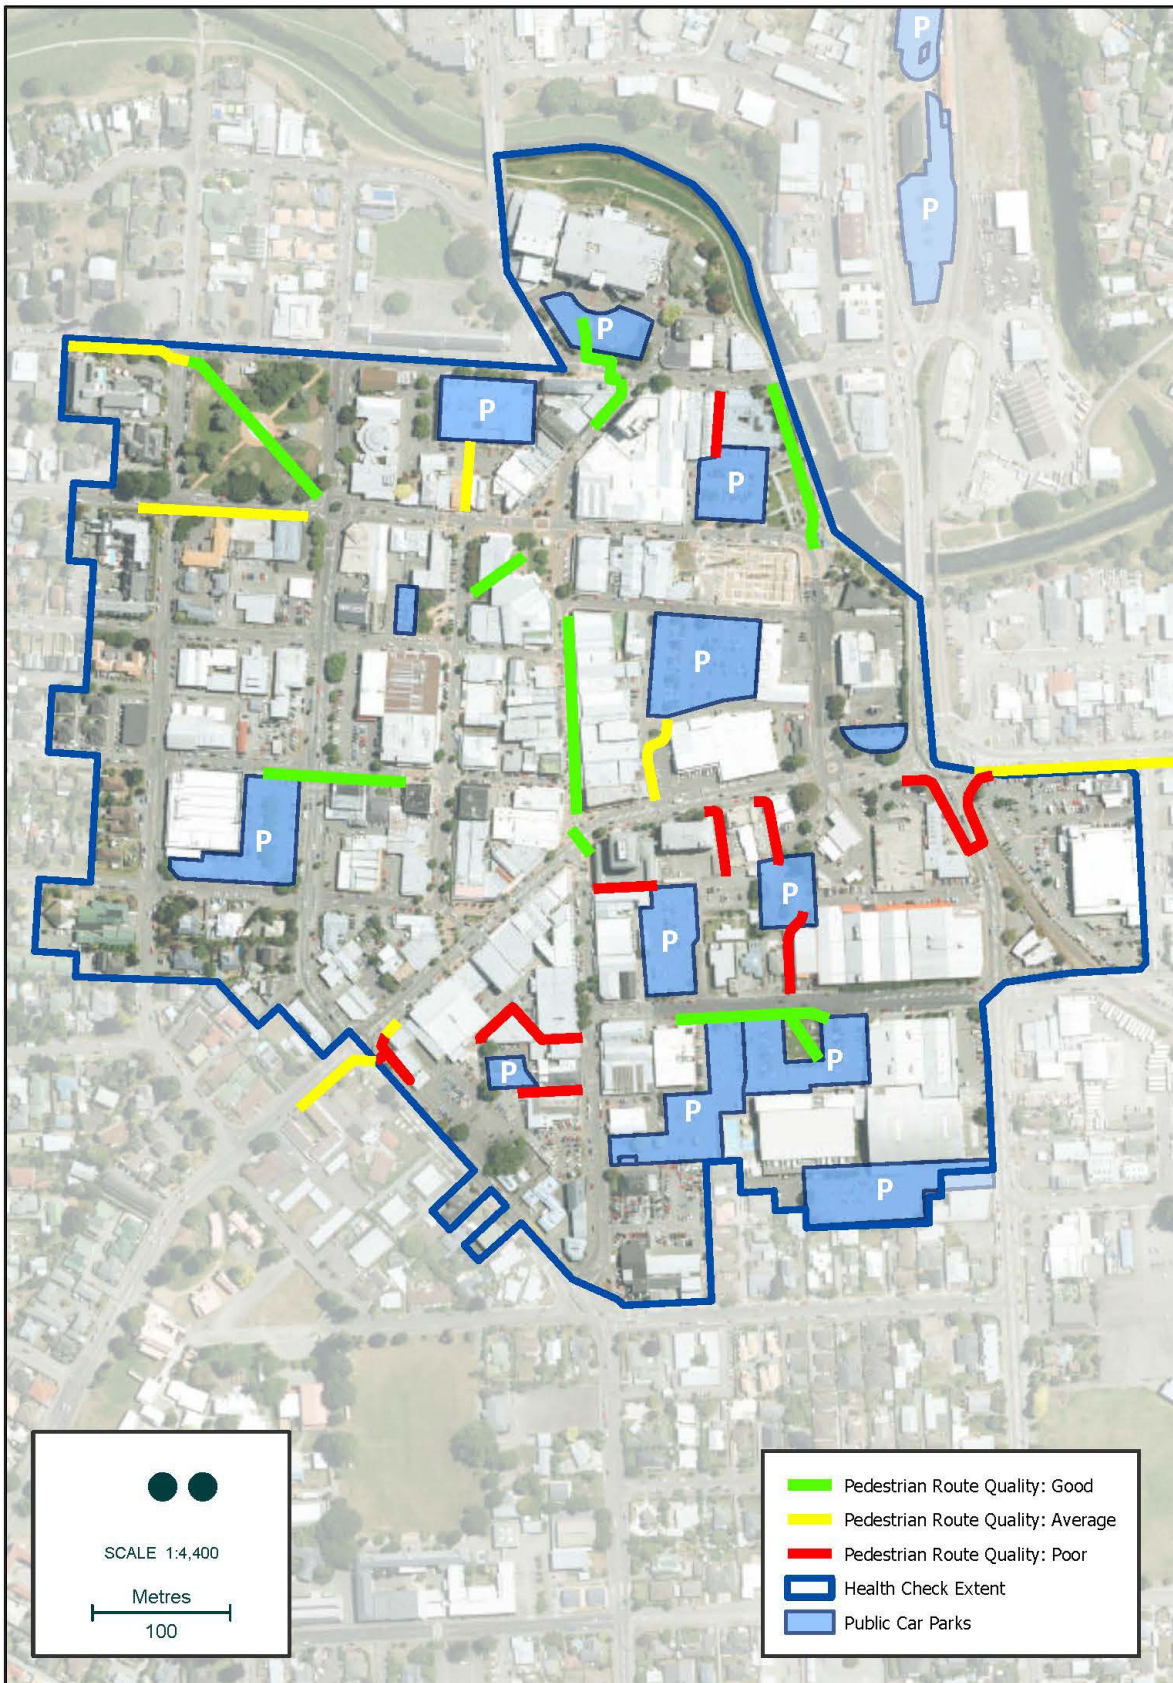 P
P
P
P
P
P
P
P
P
P
P
P
P
P
SCALE 1:4,400
Metres
100
Pedestrian Route Quality: Good
Pedestrian Route Quality: Average
Pedestrian Route Quality: Poor
Health Check Extent
Public Car Parks